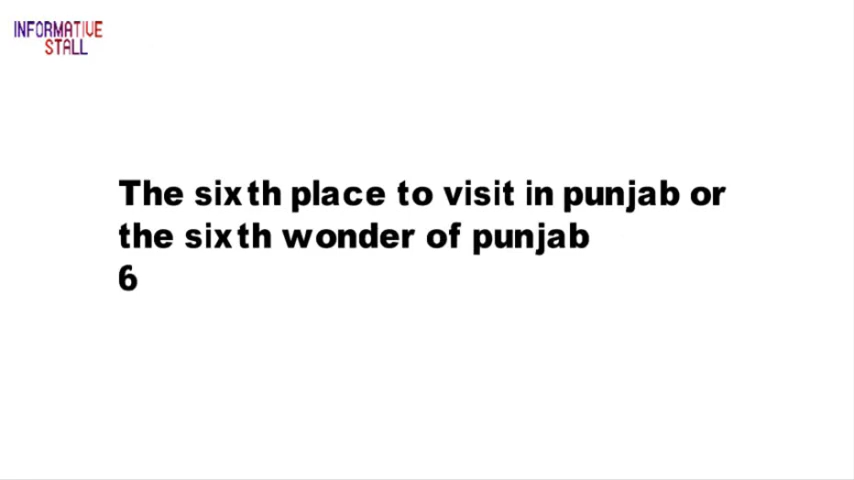 INFORMATIVE
STALL
The sixth place to visit in punjab or
the sixth wonder of punjab
6